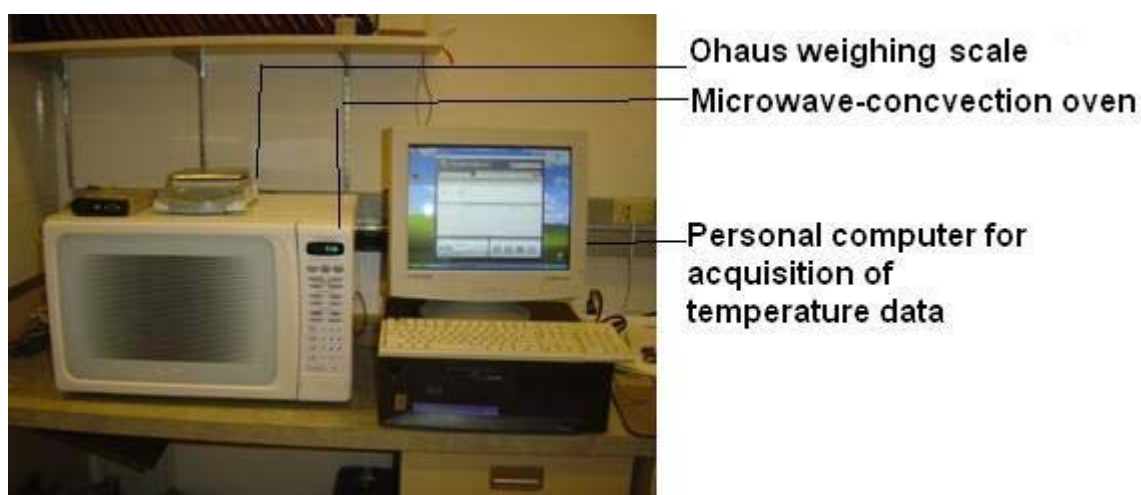 Ohaus weighing scale
Microwave-concvection oven
Personal computer for
acquisition of
temperature data